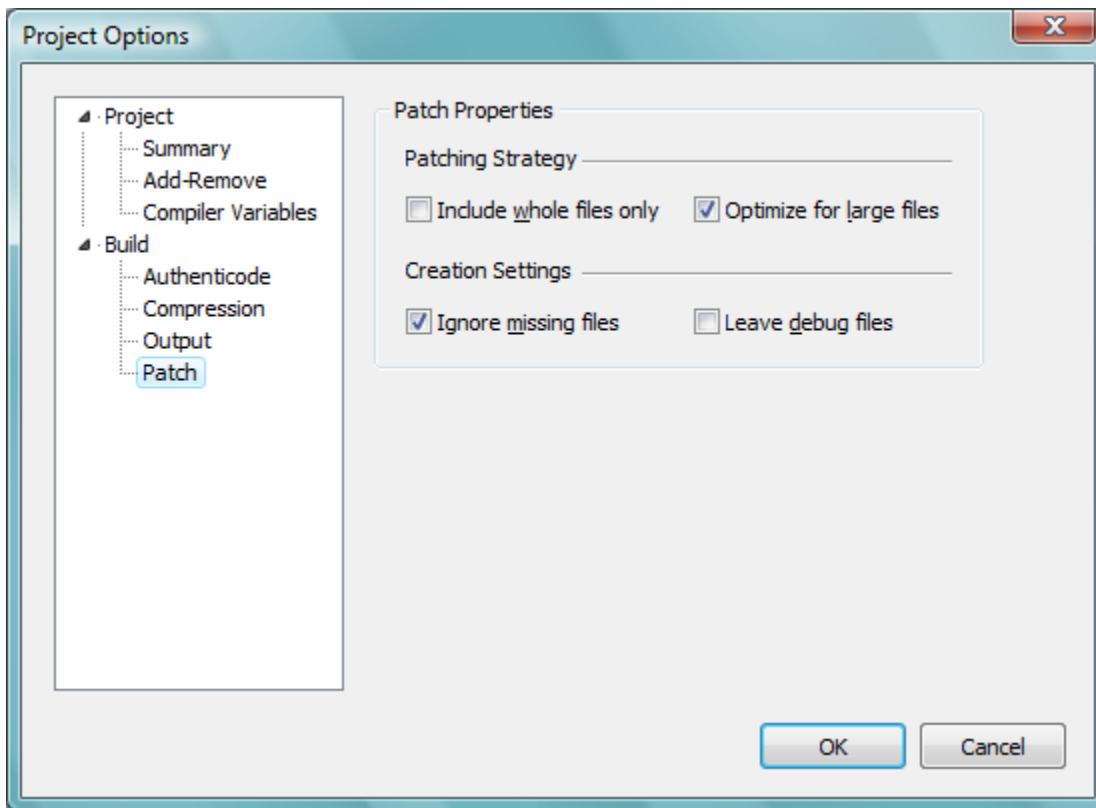 Project Options
Project
Summary
Add-Remove
Compiler Variables
Build
Authenticode
Compression
Output
Patch
Patch Properties
Patching Strategy
Include whole files only
Optimize for large files
Creation Settings
Ignore missing files
Leave debug files
OK
Cancel